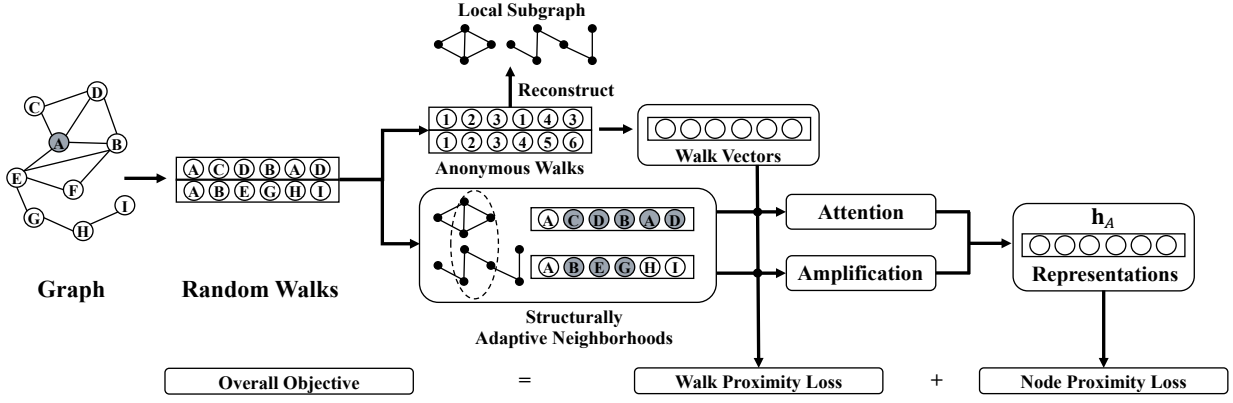 Local Subgraph
Reconstruct
C
D
A
B
E
F
G
H
I
Graph
A C D B A D
A B E G H I
Random Walks
1 2 3 1 4 3
1 2 3 4 5 6
Anonymous Walks
Walk Vectors
A C D B A D
A B E G H I
Structurally
Adaptive Neighborhoods
Attention
Amplification
h_A
Representations
Overall Objective = Walk Proximity Loss + Node Proximity Loss